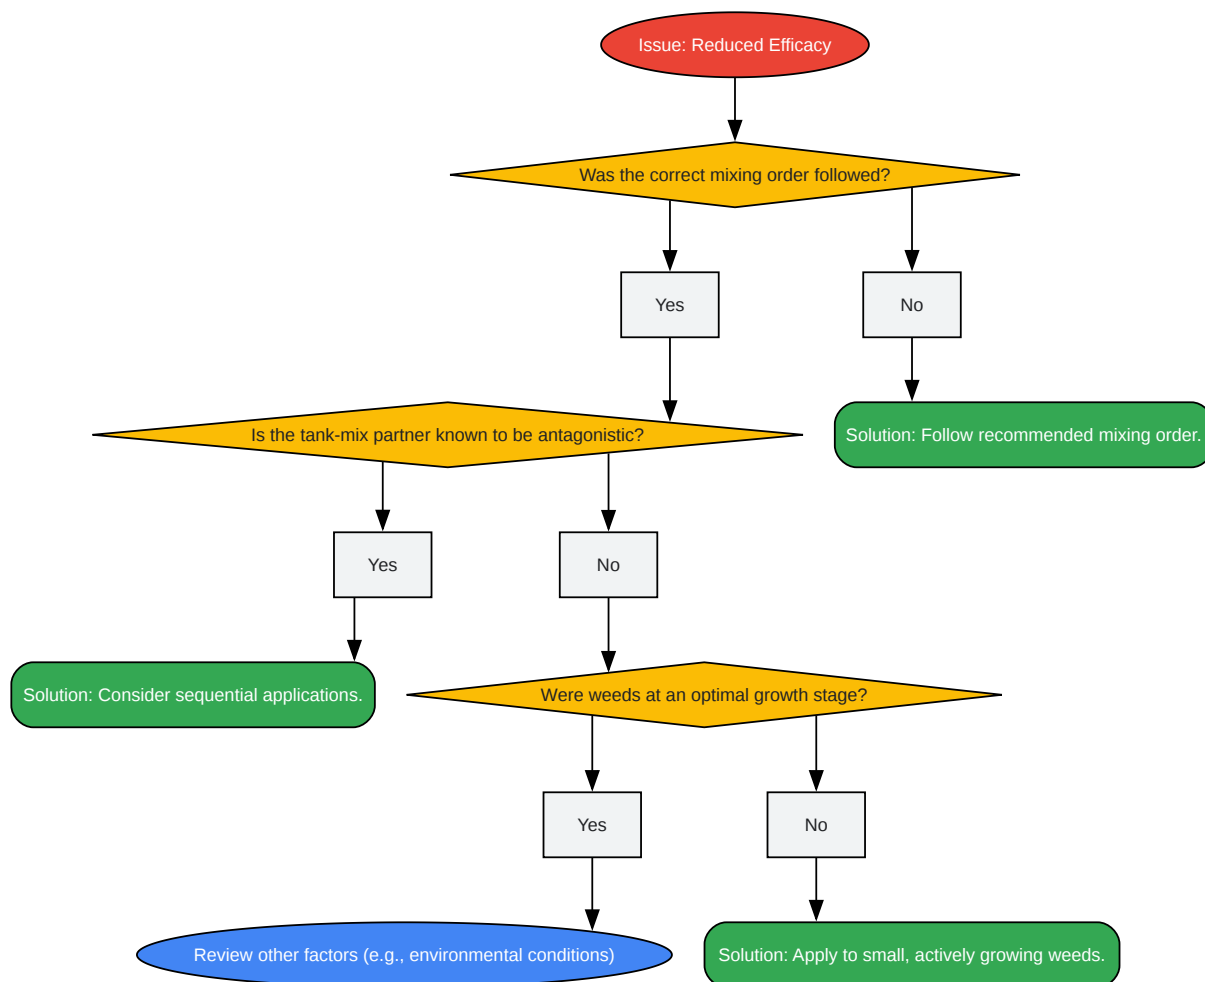 Issue: Reduced Efficacy
Was the correct mixing order followed?
Yes
No
Is the tank-mix partner known to be antagonistic?
Solution: Follow recommended mixing order.
Yes
No
Solution: Consider sequential applications.
Were weeds at an optimal growth stage?
Yes
No
Review other factors (e.g., environmental conditions)
Solution: Apply to small, actively growing weeds.